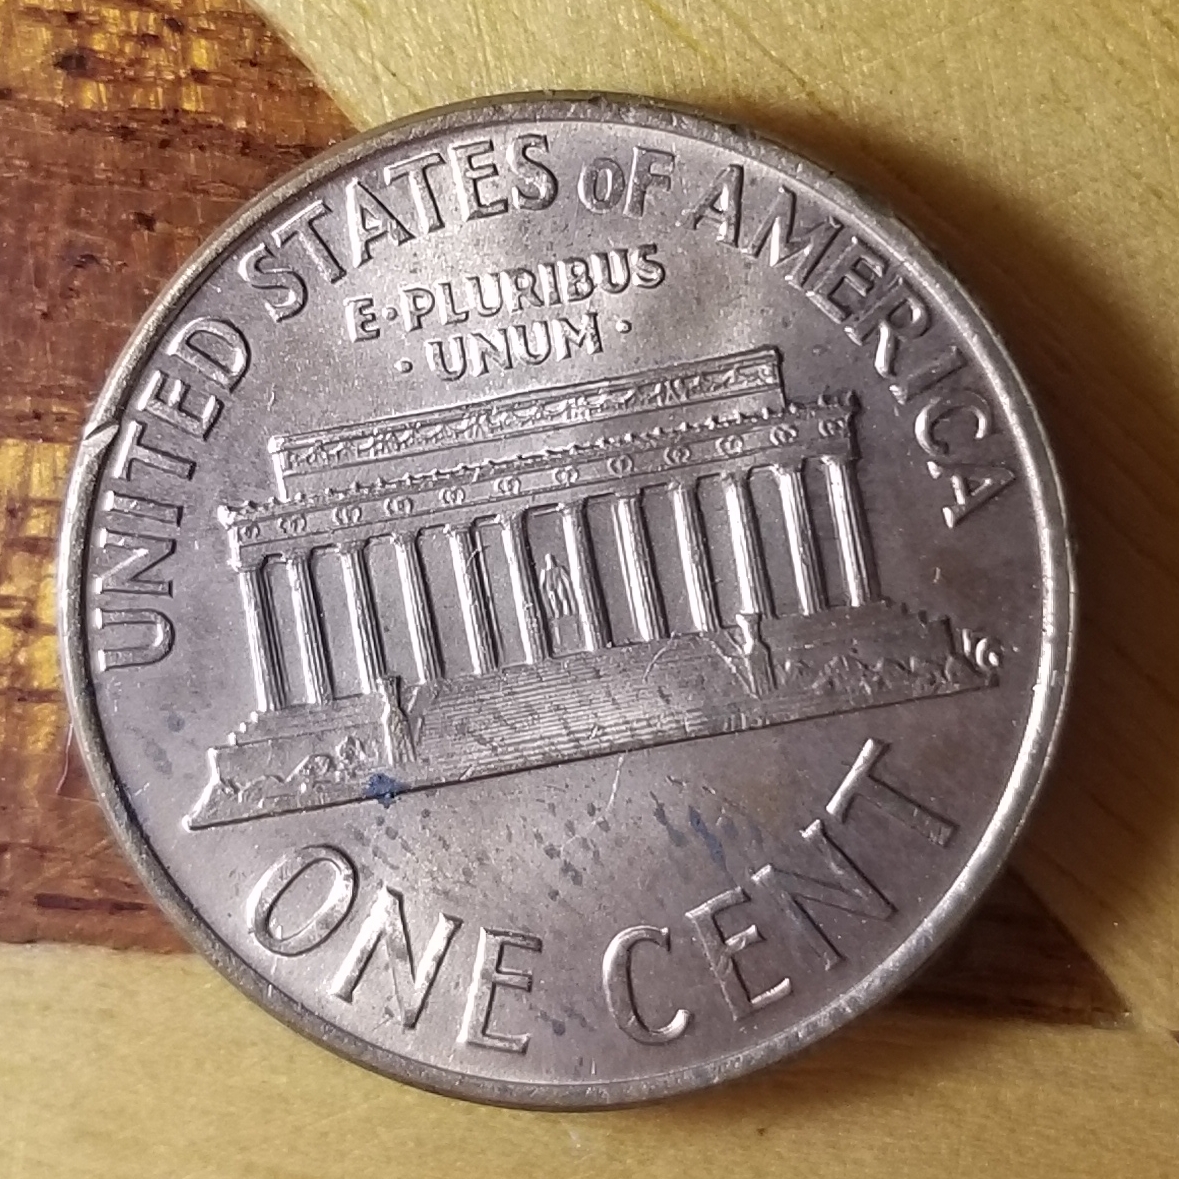 UNITED STATES OF AMERICA
E·PLURIBUS
·UNUM·
ONE CENT